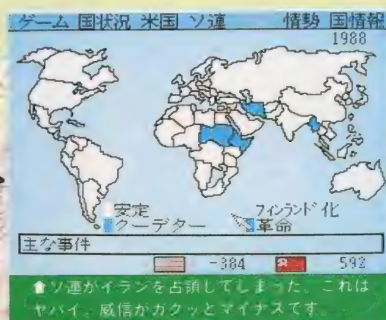 ゲーム 国状況 米国 ソ連 情勢 国情報
1988
安定 フィンランド化
クーデター 革命
主な事件
-384 592
⬆ソ連がイランを占領してしまった。これは
ヤバイ。威信がガクッとマイナスです。